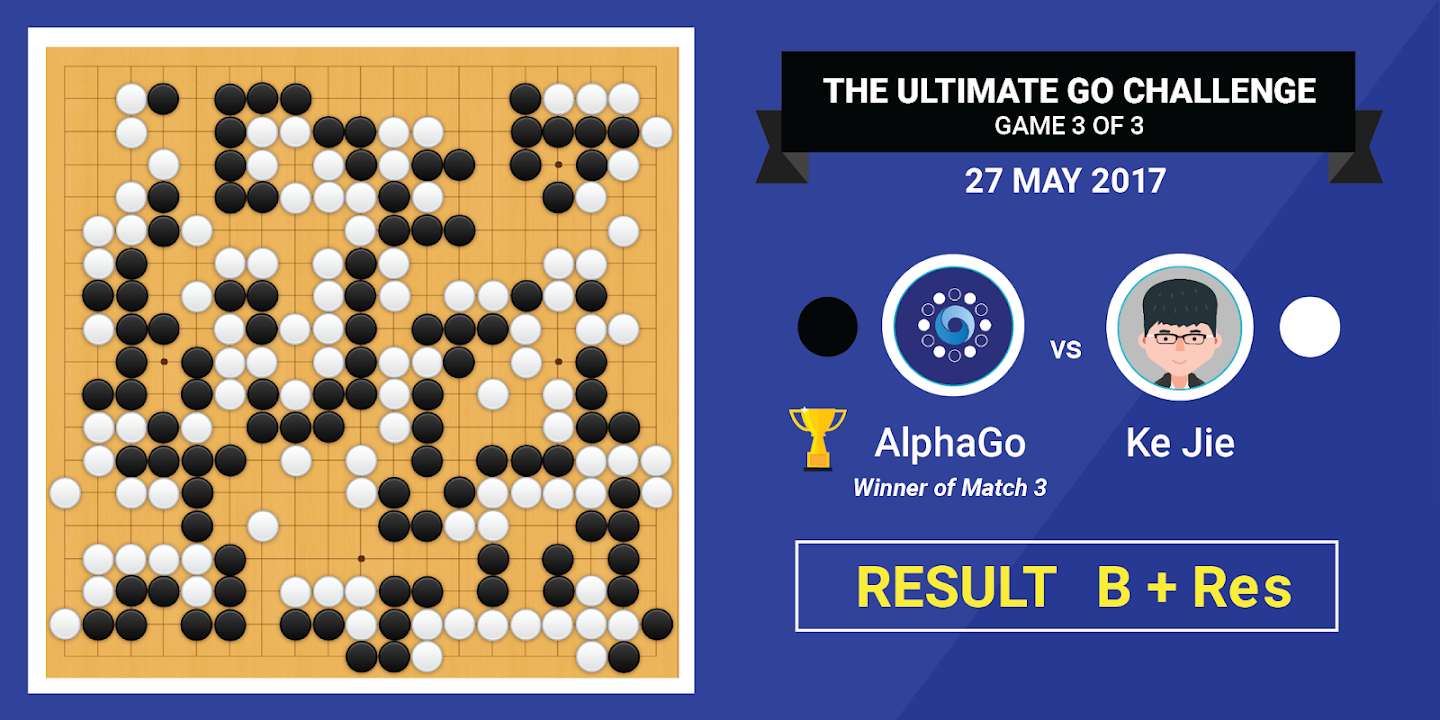 THE ULTIMATE GO CHALLENGE
GAME 3 OF 3
27 MAY 2017
vs
AlphaGo
Ke Jie
Winner of Match 3
RESULT B + Res